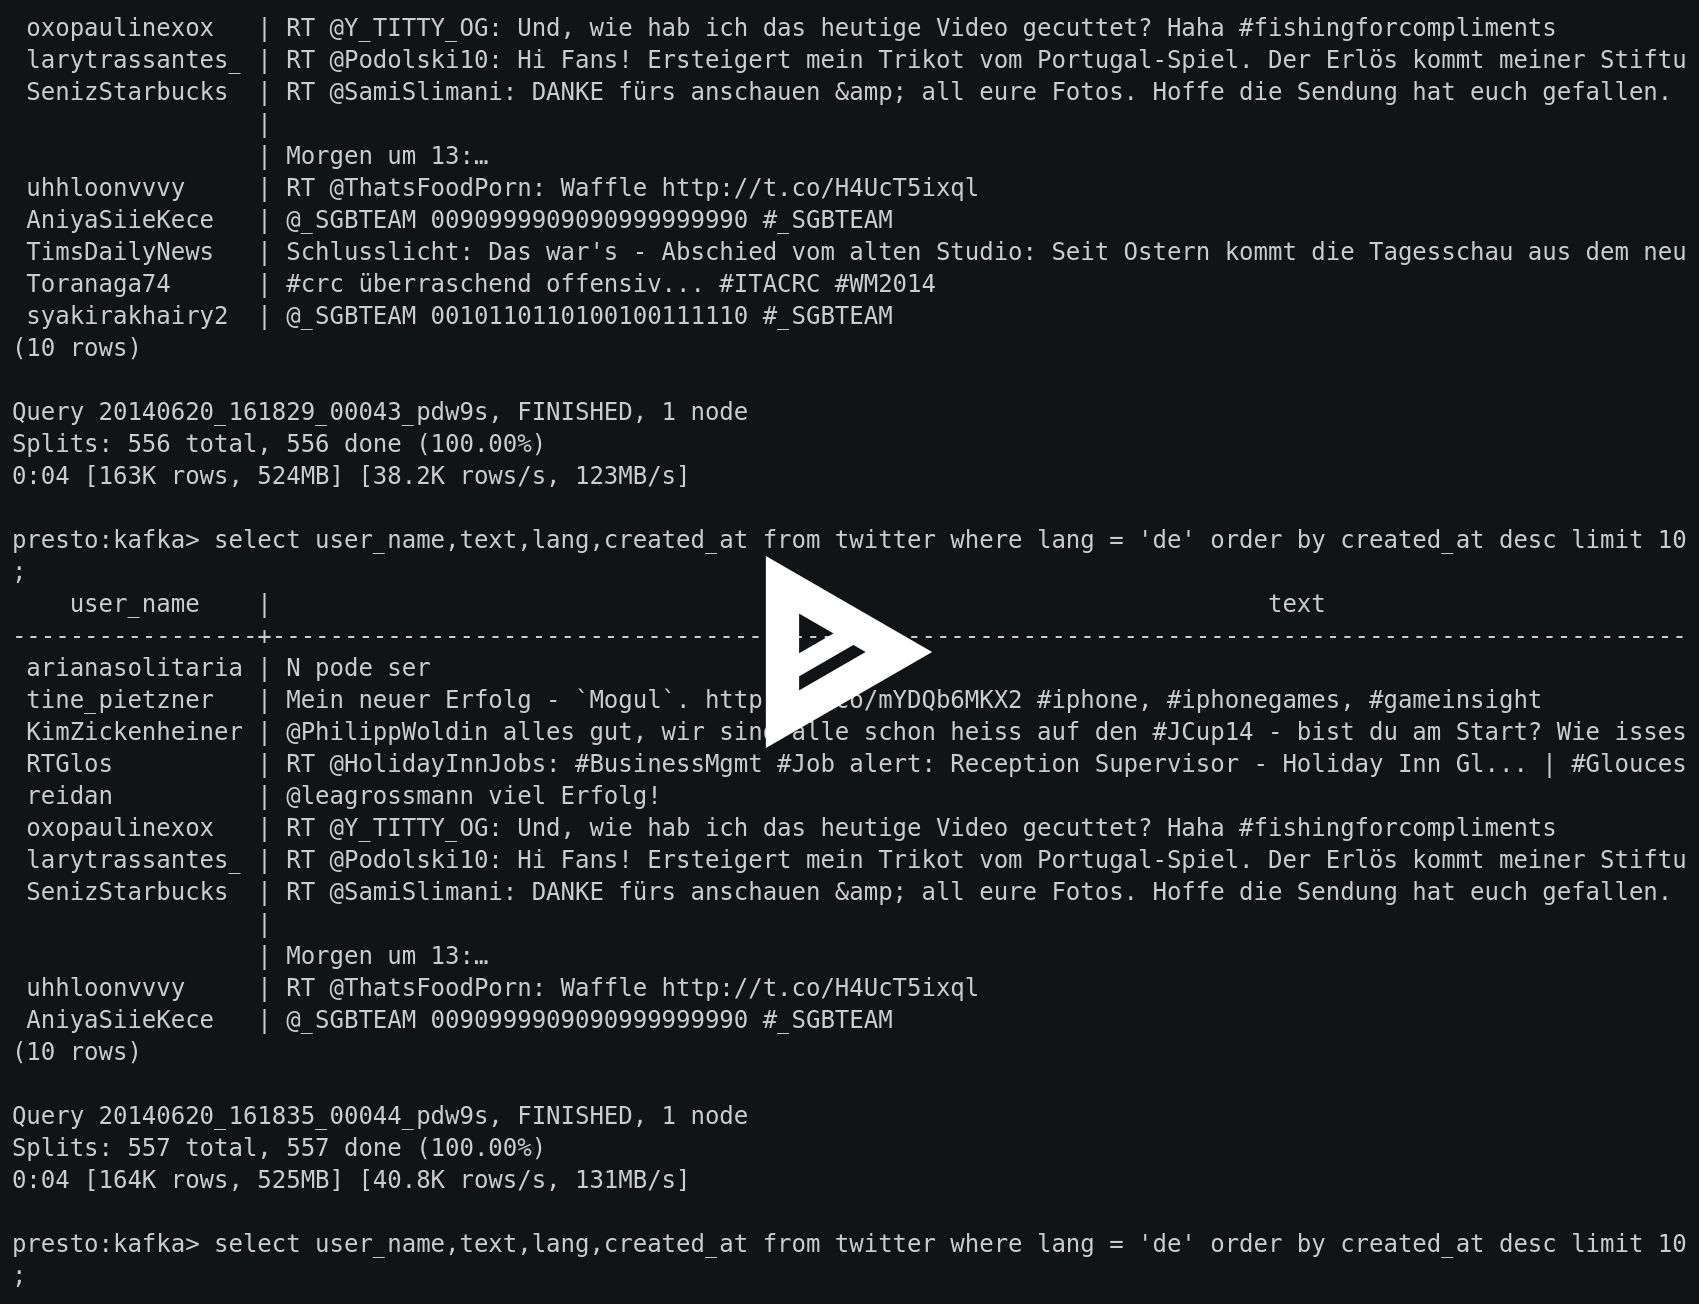 oxopaulinexox | RT @Y_TITTY_OG: Und, wie hab ich das heutige Video gecuttet? Haha #fishingforcompliments
larytrassantes_ | RT @Podolski10: Hi Fans! Ersteigert mein Trikot vom Portugal-Spiel. Der Erlös kommt meiner Stiftu
SenizStarbucks | RT @SamiSlimani: DANKE fürs anschauen &amp; all eure Fotos. Hoffe die Sendung hat euch gefallen.
|
| Morgen um 13:…
uhhloonvvvy | RT @ThatsFoodPorn: Waffle http://t.co/H4UcT5ixql
AniyaSiieKece | @_SGBTEAM 0090999909090999999990 #_SGBTEAM
TimsDailyNews | Schlusslicht: Das war's - Abschied vom alten Studio: Seit Ostern kommt die Tagesschau aus dem neu
Toranaga74 | #crc überraschend offensiv... #ITACRC #WM2014
syakirakhairy2 | @_SGBTEAM 0010110110100100111110 #_SGBTEAM
(10 rows)
Query 20140620_161829_00043_pdw9s, FINISHED, 1 node
Splits: 556 total, 556 done (100.00%)
0:04 [163K rows, 524MB] [38.2K rows/s, 123MB/s]
presto:kafka> select user_name,text,lang,created_at from twitter where lang = 'de' order by created_at desc limit 10
;
user_name | text
-----------------+--------------------------------------------------------------------------------------------------
arianasolitaria | N pode ser
tine_pietzner | Mein neuer Erfolg - `Mogul`. http o/mYDQb6MKX2 #iphone, #iphonegames, #gameinsight
KimZickenheiner | @PhilippWoldin alles gut, wir sind alle schon heiss auf den #JCup14 - bist du am Start? Wie isses
RTGlos | RT @HolidayInnJobs: #BusinessMgmt #Job alert: Reception Supervisor - Holiday Inn Gl... | #Glouces
reidan | @leagrossmann viel Erfolg!
oxopaulinexox | RT @Y_TITTY_OG: Und, wie hab ich das heutige Video gecuttet? Haha #fishingforcompliments
larytrassantes_ | RT @Podolski10: Hi Fans! Ersteigert mein Trikot vom Portugal-Spiel. Der Erlös kommt meiner Stiftu
SenizStarbucks | RT @SamiSlimani: DANKE fürs anschauen &amp; all eure Fotos. Hoffe die Sendung hat euch gefallen.
|
| Morgen um 13:…
uhhloonvvvy | RT @ThatsFoodPorn: Waffle http://t.co/H4UcT5ixql
AniyaSiieKece | @_SGBTEAM 0090999909090999999990 #_SGBTEAM
(10 rows)
Query 20140620_161835_00044_pdw9s, FINISHED, 1 node
Splits: 557 total, 557 done (100.00%)
0:04 [164K rows, 525MB] [40.8K rows/s, 131MB/s]
presto:kafka> select user_name,text,lang,created_at from twitter where lang = 'de' order by created_at desc limit 10
;